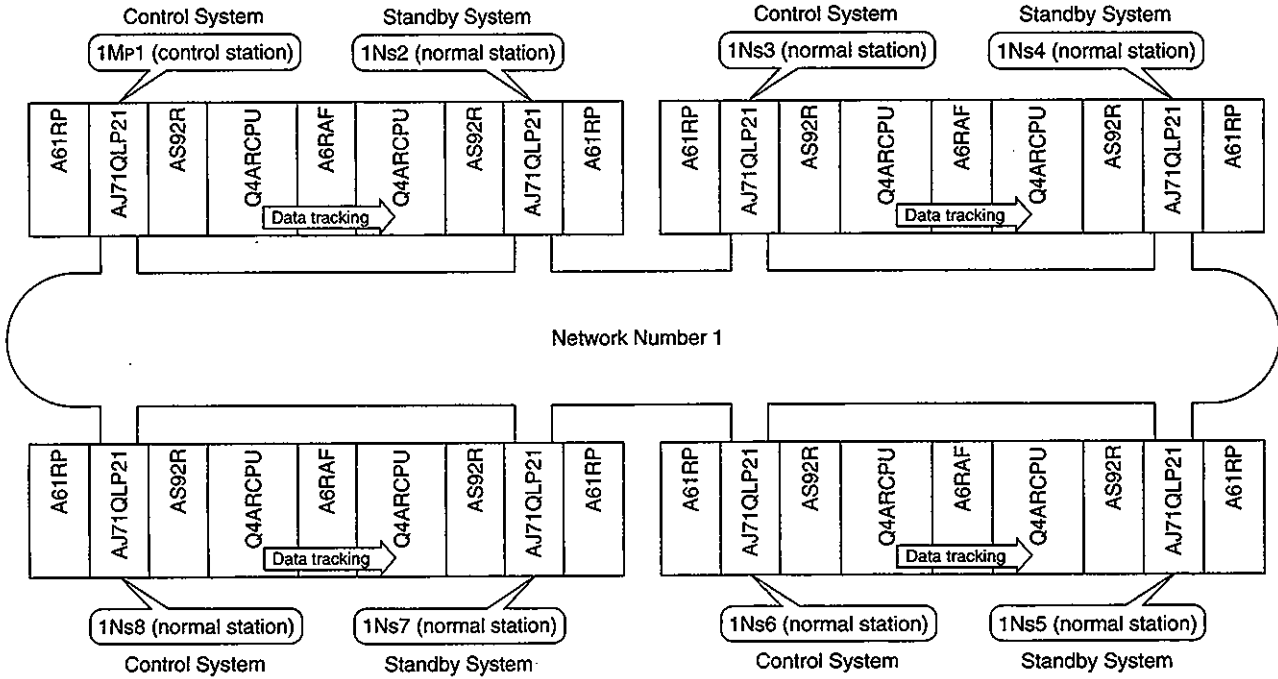 Control System
Standby System
Control System
Standby System
1MP1 (control station)
1Ns2 (normal station)
1Ns3 (normal station)
1Ns4 (normal station)
A61RP
AJ71QLP21
AS92R
Q4ARCPU
A6RAF
Q4ARCPU
AS92R
AJ71QLP21
A61RP
Data tracking
A61RP
AJ71QLP21
AS92R
Q4ARCPU
A6RAF
Q4ARCPU
AS92R
AJ71QLP21
A61RP
Data tracking
Network Number 1
A61RP
AJ71QLP21
AS92R
Q4ARCPU
A6RAF
Q4ARCPU
AS92R
AJ71QLP21
A61RP
Data tracking
A61RP
AJ71QLP21
AS92R
Q4ARCPU
A6RAF
Q4ARCPU
AS92R
AJ71QLP21
A61RP
Data tracking
1Ns8 (normal station)
1Ns7 (normal station)
1Ns6 (normal station)
1Ns5 (normal station)
Control System
Standby System
Control System
Standby System